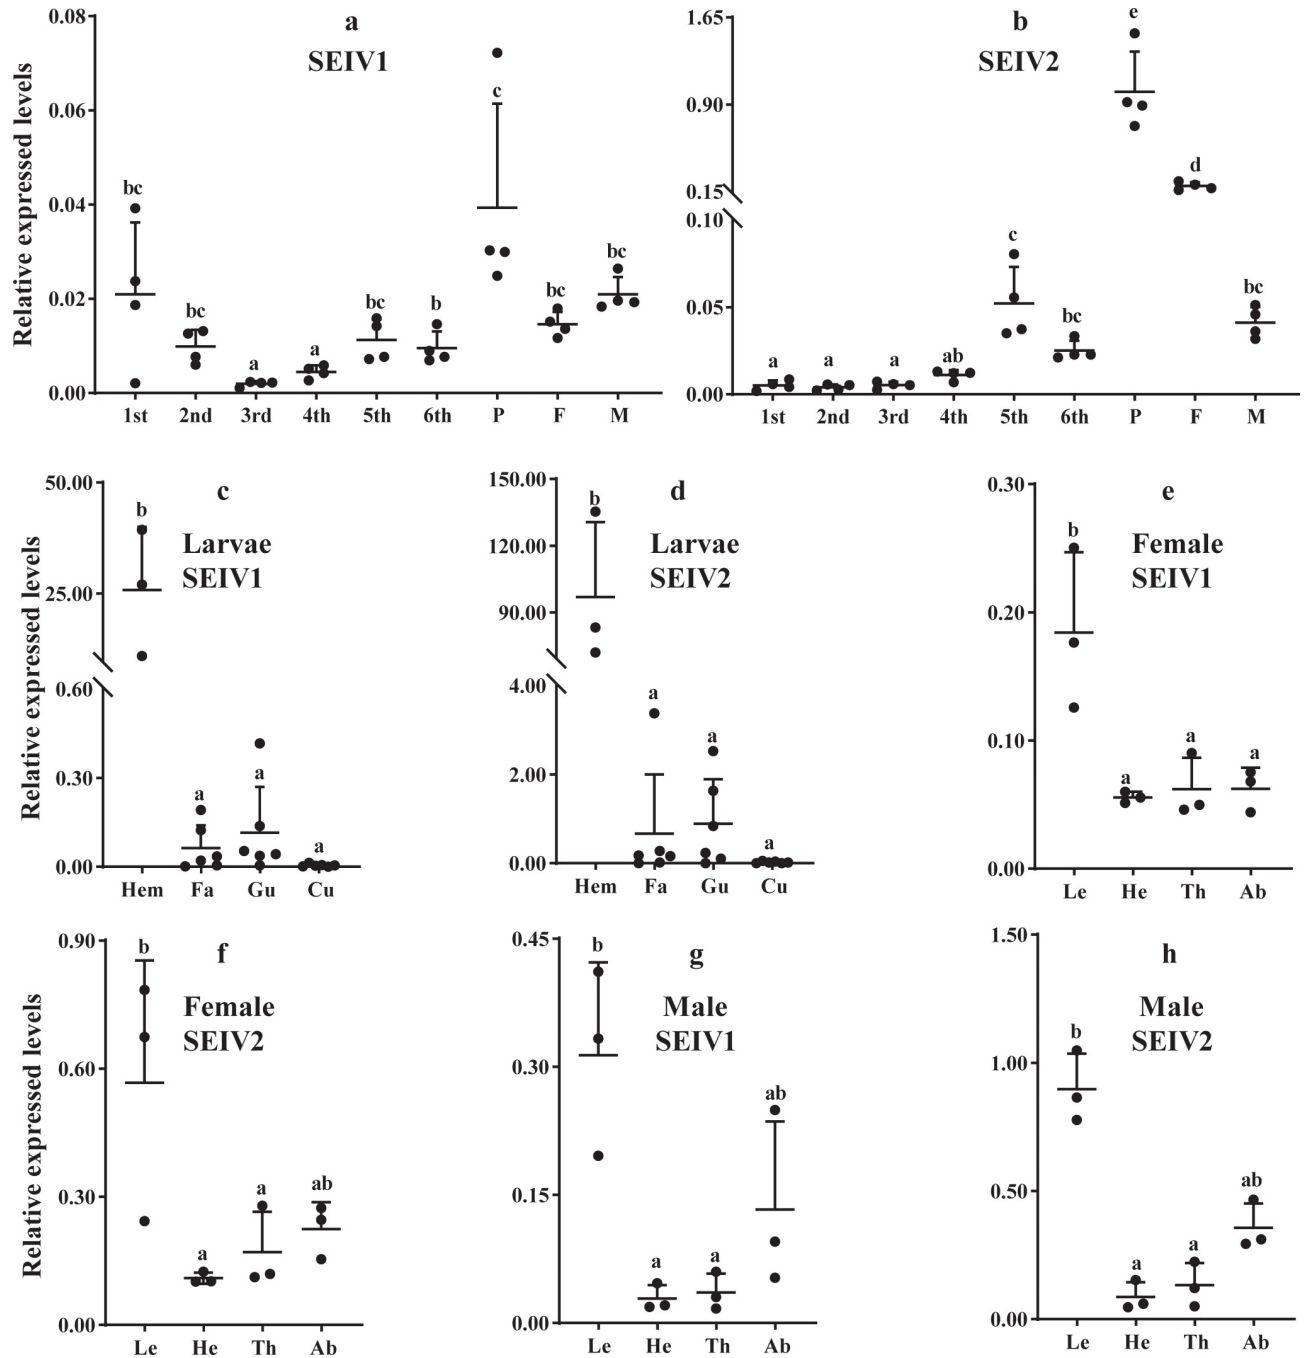 a
SEIV1
Relative expressed levels
0.08
0.06
0.04
0.02
0.00
bc
bc
a
a
bc
b
c
bc
bc
1st 2nd 3rd 4th 5th 6th P F M
b
SEIV2
1.65
0.90
0.15
0.10
0.05
0.00
a
a
a
ab
c
bc
e
d
bc
1st 2nd 3rd 4th 5th 6th P F M
c
Larvae
SEIV1
Relative expressed levels
50.00
25.00
0.60
0.30
0.00
b
a
a
a
Hem Fa Gu Cu
d
Larvae
SEIV2
150.00
120.00
90.00
4.00
2.00
0.00
b
a
a
a
Hem Fa Gu Cu
e
Female
SEIV1
0.30
0.20
0.10
0.00
b
a
a
a
Le He Th Ab
f
Female
SEIV2
Relative expressed levels
0.90
0.60
0.30
0.00
b
a
a
ab
Le He Th Ab
g
Male
SEIV1
0.45
0.30
0.15
0.00
b
a
a
ab
Le He Th Ab
h
Male
SEIV2
1.50
1.00
0.50
0.00
b
a
a
ab
Le He Th Ab